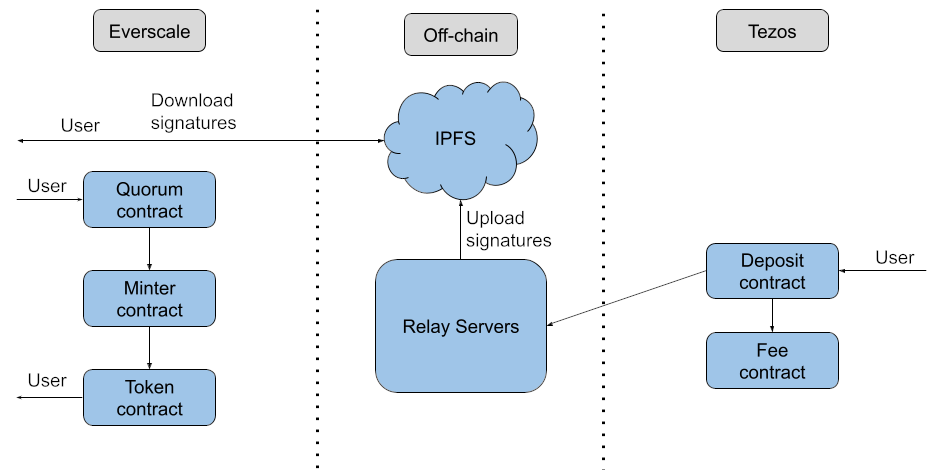 Everscale
Off-chain
Tezos
Download
signatures
User
IPFS
User
Quorum
contract
Upload
signatures
Minter
contract
Relay Servers
Deposit
contract
User
Fee
contract
User
Token
contract